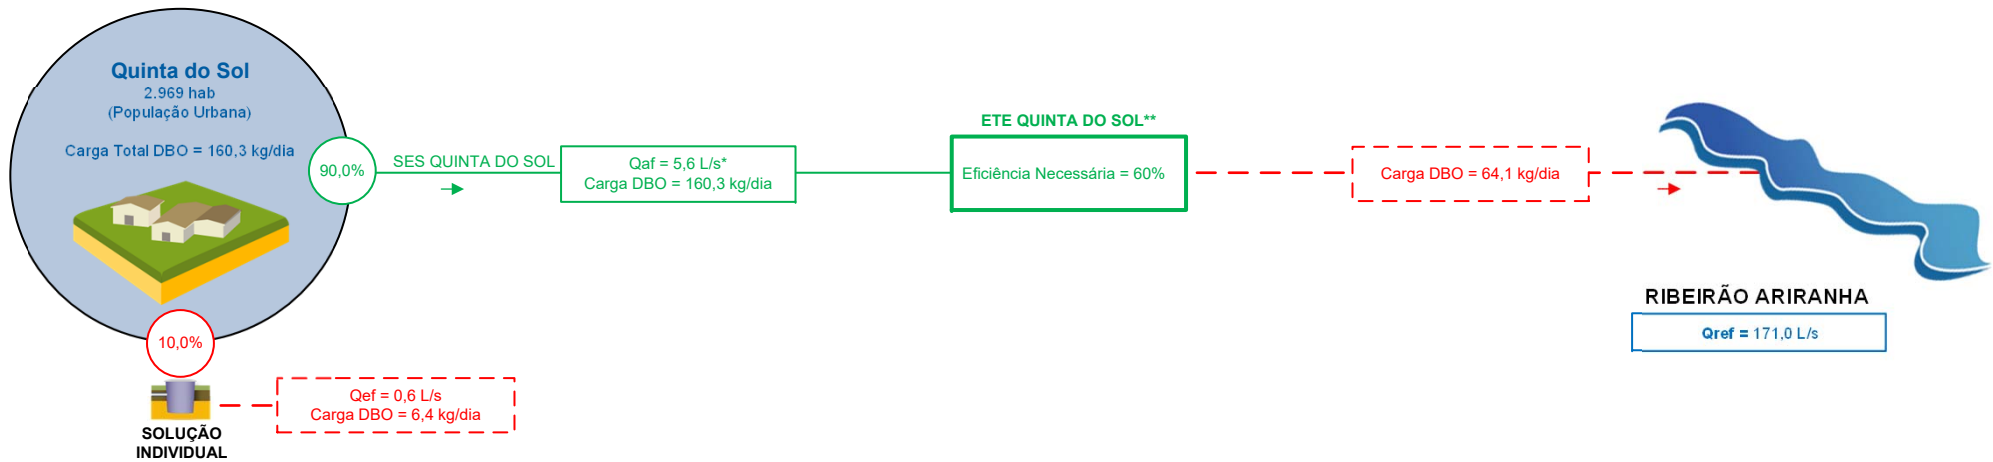 Quinta do Sol
2.969 hab
(População Urbana)
Carga Total DBO = 160,3 kg/dia
90,0%
SES QUINTA DO SOL
Qaf = 5,6 L/s*
Carga DBO = 160,3 kg/dia
ETE QUINTA DO SOL**
Eficiência Necessária = 60%
Carga DBO = 64,1 kg/dia
RIBEIRÃO ARIRANHA
Qref = 171,0 L/s
10,0%
Qef = 0,6 L/s
Carga DBO = 6,4 kg/dia
SOLUÇÃO
INDIVIDUAL